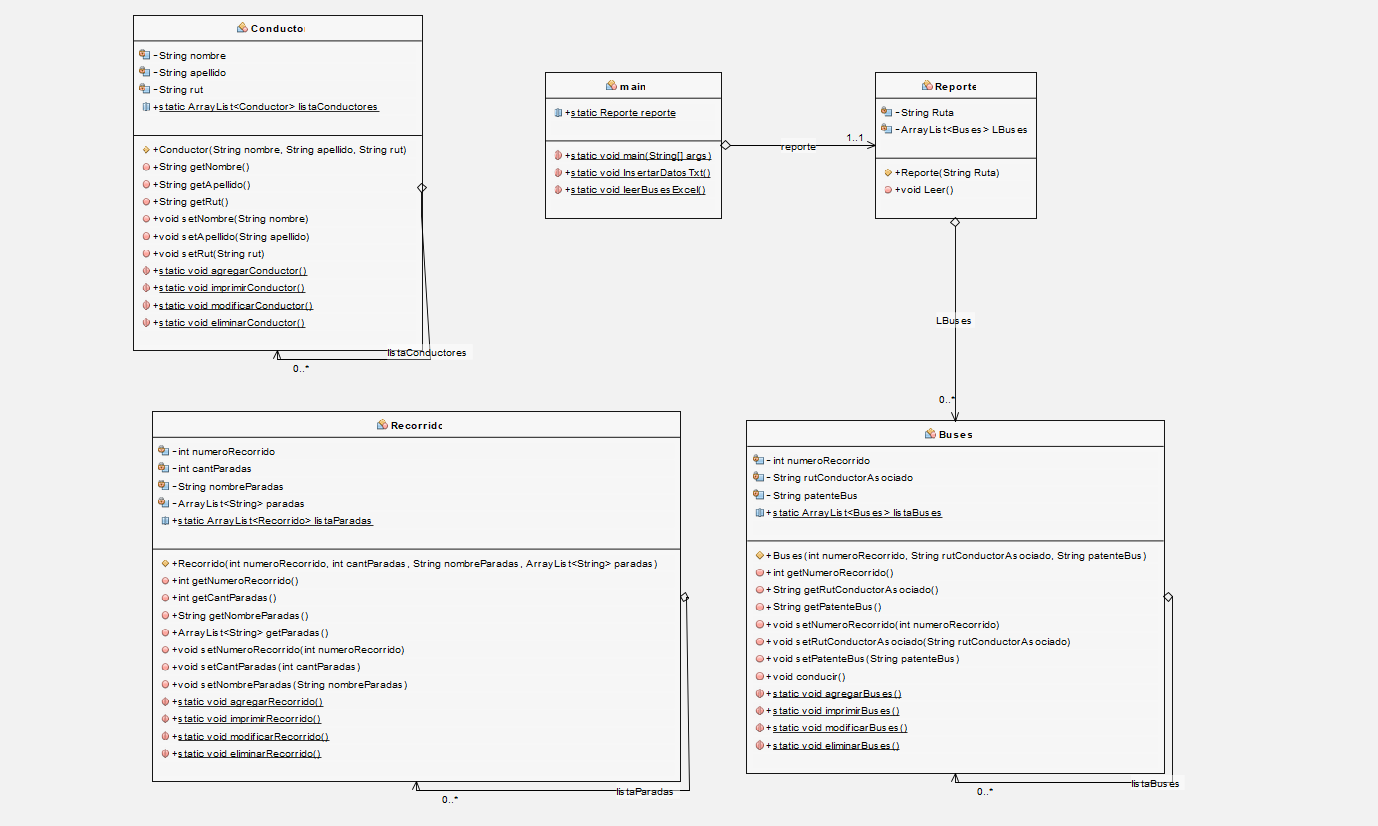 Conductor
-String nombre
-String apellido
-String rut
+static ArrayList<Conductor> listaConductores
+Conductor(String nombre, String apellido, String rut)
+String getNombre()
+String getApellido()
+String getRut()
+void setNombre(String nombre)
+void setApellido(String apellido)
+void setRut(String rut)
+static void agregarConductor()
+static void imprimirConductor()
+static void modificarConductor()
+static void eliminarConductor()
listaConductores
0..*
main
+static Reporte reporte
+static void main(String[] args)
+static void InsertarDatosTxt()
+static void leerBusesExcel()
reporte
1..1
Reporte
-String Ruta
-ArrayList<Buses> LBuses
+Reporte(String Ruta)
+void Leer()
LBuses
0..*
Recorrido
-int numeroRecorrido
-int cantParadas
-String nombreParadas
-ArrayList<String> paradas
+static ArrayList<Recorrido> listaParadas
+Recorrido(int numeroRecorrido, int cantParadas, String nombreParadas, ArrayList<String> paradas)
+int getNumeroRecorrido()
+int getCantParadas()
+String getNombreParadas()
+ArrayList<String> getParadas()
+void setNumeroRecorrido(int numeroRecorrido)
+void setCantParadas(int cantParadas)
+void setNombreParadas(String nombreParadas)
+static void agregarRecorrido()
+static void imprimirRecorrido()
+static void modificarRecorrido()
+static void eliminarRecorrido()
listaParadas
0..*
Buses
-int numeroRecorrido
-String rutConductorAsociado
-String patenteBus
+static ArrayList<Buses> listaBuses
+Buses(int numeroRecorrido, String rutConductorAsociado, String patenteBus)
+int getNumeroRecorrido()
+String getRutConductorAsociado()
+String getPatenteBus()
+void setNumeroRecorrido(int numeroRecorrido)
+void setRutConductorAsociado(String rutConductorAsociado)
+void setPatenteBus(String patenteBus)
+void conducir()
+static void agregarBuses()
+static void imprimirBuses()
+static void modificarBuses()
+static void eliminarBuses()
listaBuses
0..*